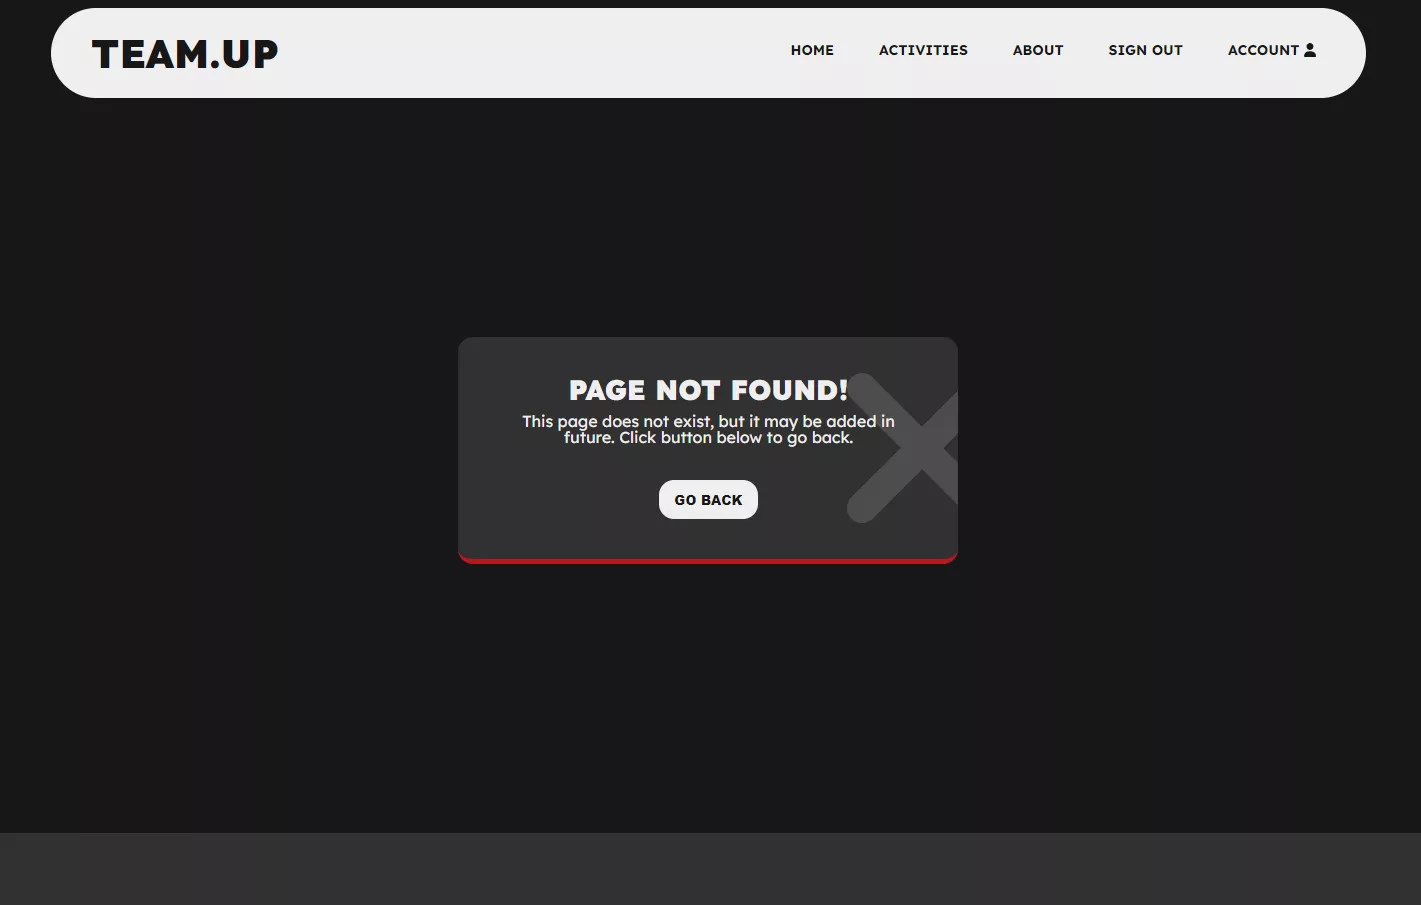 TEAM.UP
HOME
ACTIVITIES
ABOUT
SIGN OUT
ACCOUNT
PAGE NOT FOUND!
This page does not exist, but it may be added in
future. Click button below to go back.
GO BACK